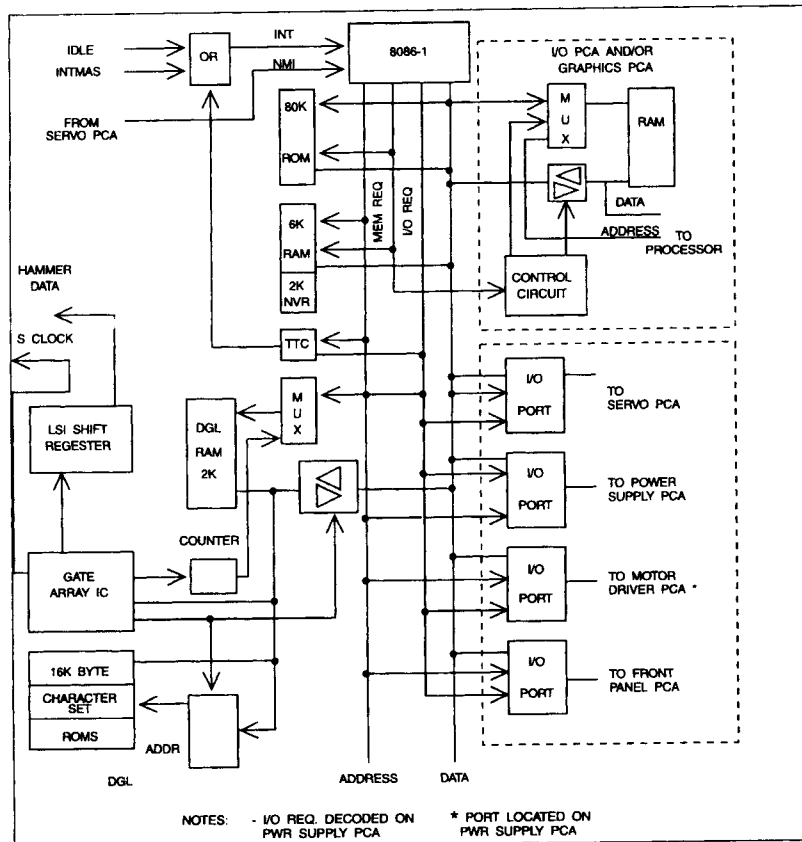 IDLE
INTMAS
OR
INT
NMI
FROM
SERVO PCA
8086-1
I/O PCA AND/OR
GRAPHICS PCA
M
U
X
RAM
DATA
ADDRESS
TO
PROCESSOR
CONTROL
CIRCUIT
80K
ROM
MEM REQ
I/O REQ
6K
RAM
2K
NVR
TTC
HAMMER
DATA
S CLOCK
LSI SHIFT
REGESTER
DGL
RAM
2K
M
U
X
COUNTER
GATE
ARRAY IC
16K BYTE
CHARACTER
SET
ROMS
ADDR
DGL
I/O
PORT
TO
SERVO PCA
I/O
PORT
TO POWER
SUPPLY PCA
I/O
PORT
TO MOTOR
DRIVER PCA *
I/O
PORT
TO FRONT
PANEL PCA
ADDRESS
DATA
NOTES: - I/O REQ. DECODED ON
PWR SUPPLY PCA
* PORT LOCATED ON
PWR SUPPLY PCA